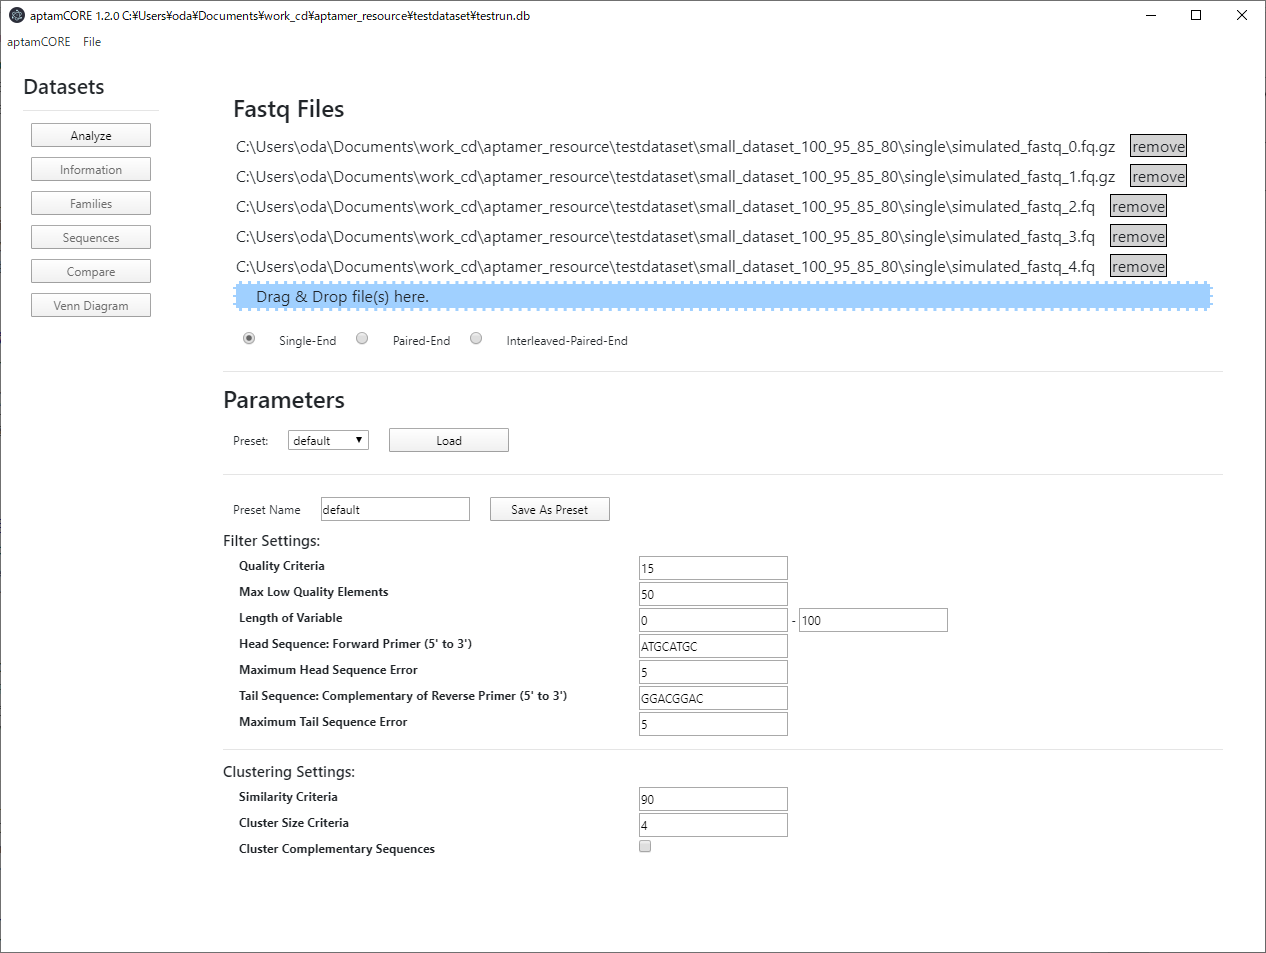 aptamCORE 1.2.0 C:¥Users¥oda¥Documents¥work_cd¥aptamer_resource¥testdataset¥testrun.db
aptamCORE File
Datasets
Analyze
Information
Families
Sequences
Compare
Venn Diagram
Fastq Files
C:\Users\oda\Documents\work_cd\aptamer_resource\testdataset\small_dataset_100_95_85_80\single\simulated_fastq_0.fq.gz remove
C:\Users\oda\Documents\work_cd\aptamer_resource\testdataset\small_dataset_100_95_85_80\single\simulated_fastq_1.fq.gz remove
C:\Users\oda\Documents\work_cd\aptamer_resource\testdataset\small_dataset_100_95_85_80\single\simulated_fastq_2.fq remove
C:\Users\oda\Documents\work_cd\aptamer_resource\testdataset\small_dataset_100_95_85_80\single\simulated_fastq_3.fq remove
C:\Users\oda\Documents\work_cd\aptamer_resource\testdataset\small_dataset_100_95_85_80\single\simulated_fastq_4.fq remove
Drag & Drop file(s) here.
Single-End Paired-End Interleaved-Paired-End
Parameters
Preset: default Load
Preset Name default Save As Preset
Filter Settings:
Quality Criteria 15
Max Low Quality Elements 50
Length of Variable 0 - 100
Head Sequence: Forward Primer (5' to 3') ATGCATGC
Maximum Head Sequence Error 5
Tail Sequence: Complementary of Reverse Primer (5' to 3') GGACGGAC
Maximum Tail Sequence Error 5
Clustering Settings:
Similarity Criteria 90
Cluster Size Criteria 4
Cluster Complementary Sequences